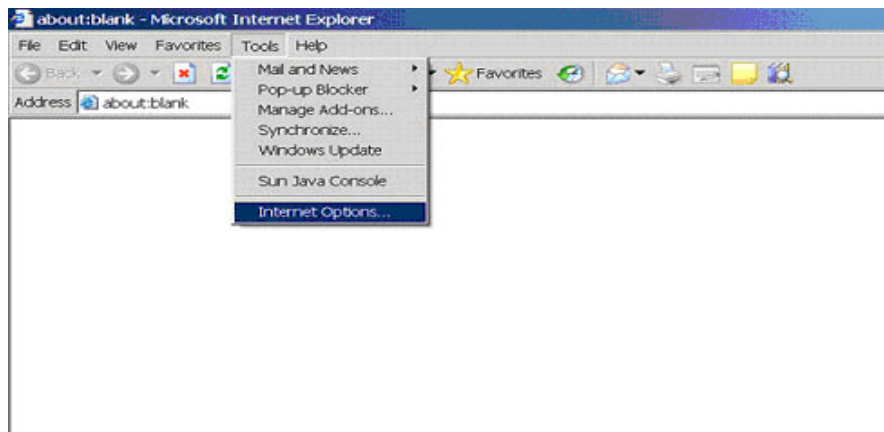 about:blank - Microsoft Internet Explorer
File Edit View Favorites Tools Help
Back Favorites
Address about:blank
Mail and News
Pop-up Blocker
Manage Add-ons...
Synchronize...
Windows Update
Sun Java Console
Internet Options...